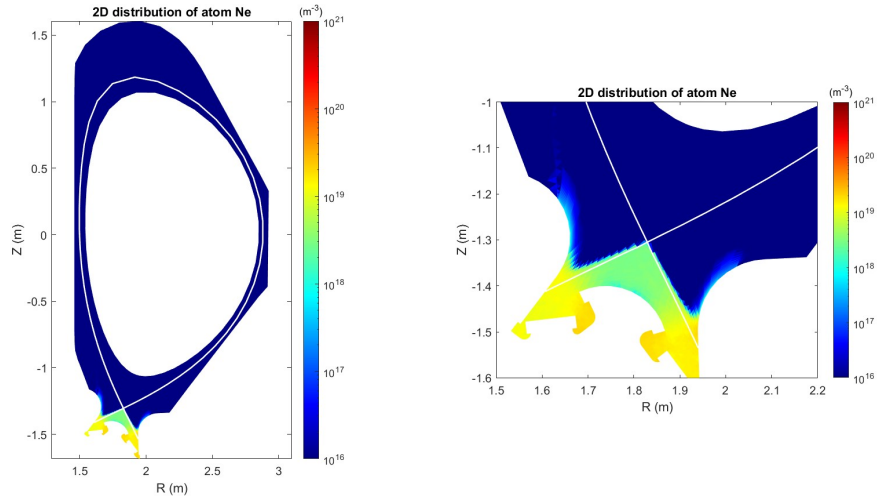 2D distribution of atom Ne
(m⁻³)
10²¹
10²⁰
10¹⁹
10¹⁸
10¹⁷
10¹⁶
1.5
1
0.5
0
-0.5
-1
-1.5
Z (m)
1.5 2 2.5 3
R (m)
2D distribution of atom Ne
(m⁻³)
10²¹
10²⁰
10¹⁹
10¹⁸
10¹⁷
10¹⁶
-1
-1.1
-1.2
-1.3
-1.4
-1.5
-1.6
Z (m)
1.5 1.6 1.7 1.8 1.9 2 2.1 2.2
R (m)